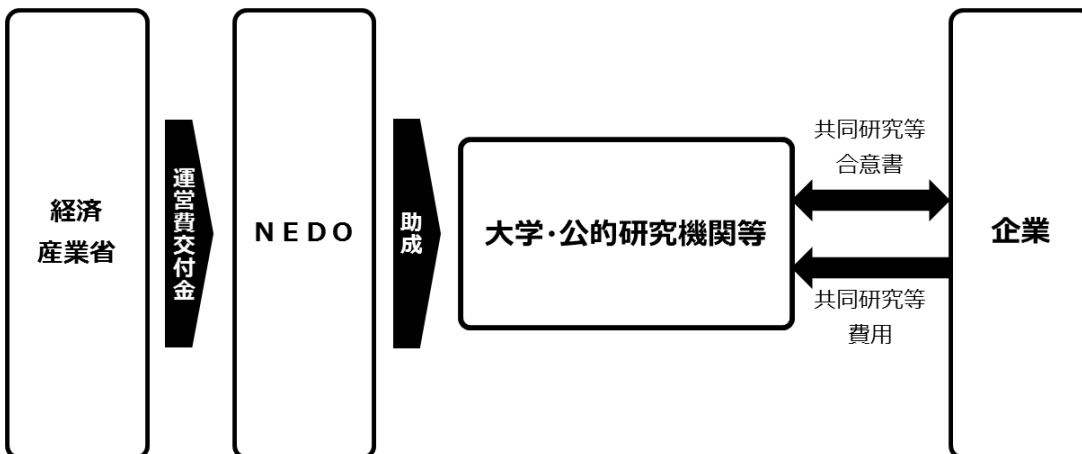 経済
産業省
運営費交付金
NEDO
助成
大学・公的研究機関等
共同研究等
合意書
共同研究等
費用
企業